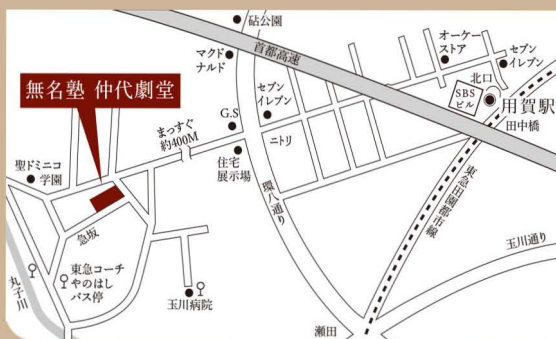 砧公園
マクド
ナルド
首都高速
オーケー
ストア
セブン
イレブン
北口
SBS
ビル
用賀駅
田中橋
無名塾 仲代劇堂
セブン
イレブン
G.S
まっすぐ
約400M
ニトリ
住宅
展示場
環八通り
東急田園都市線
玉川通り
聖ドミニコ
学園
急坂
東急コーチ
やのはし
バス停
丸子川
玉川病院
瀬田